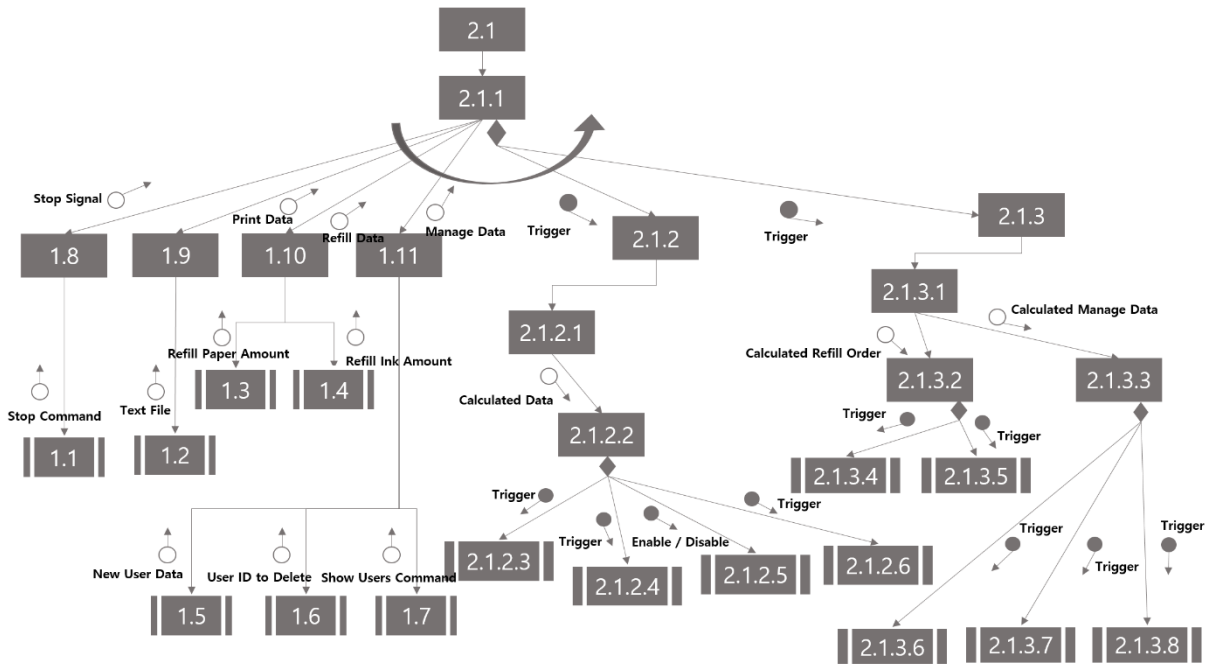 2.1
2.1.1
Stop Signal
Print Data
Refill Data
Manage Data
Trigger
Trigger
2.1.3
2.1.2
1.8
1.9
1.10
1.11
2.1.3.1
Calculated Manage Data
2.1.2.1
Refill Paper Amount
Refill Ink Amount
Calculated Refill Order
2.1.3.2
2.1.3.3
1.3
1.4
Calculated Data
Stop Command
Text File
2.1.2.2
Trigger
Trigger
1.1
1.2
2.1.3.4
2.1.3.5
Trigger
Trigger
Trigger
Enable / Disable
Trigger
Trigger
Trigger
2.1.2.3
2.1.2.4
2.1.2.5
2.1.2.6
New User Data
User ID to Delete
Show Users Command
1.5
1.6
1.7
2.1.3.6
2.1.3.7
2.1.3.8